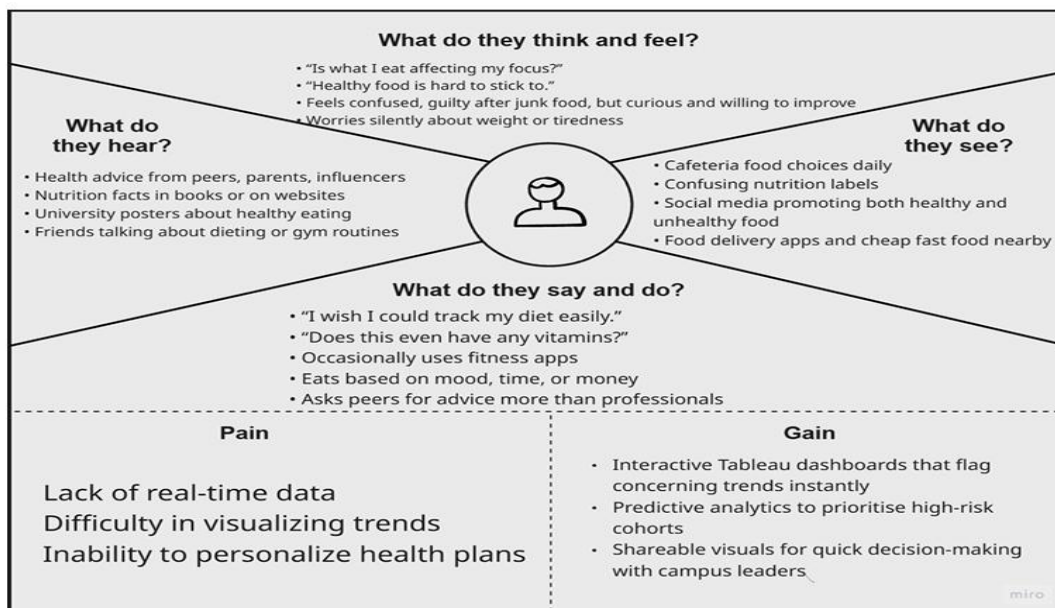 What do they think and feel?
• “Is what I eat affecting my focus?”
• “Healthy food is hard to stick to.”
• Feels confused, guilty after junk food, but curious and willing to improve
• Worries silently about weight or tiredness
What do
they hear?
• Health advice from peers, parents, influencers
• Nutrition facts in books or on websites
• University posters about healthy eating
• Friends talking about dieting or gym routines
What do
they see?
• Cafeteria food choices daily
• Confusing nutrition labels
• Social media promoting both healthy and
unhealthy food
• Food delivery apps and cheap fast food nearby
What do they say and do?
• “I wish I could track my diet easily.”
• “Does this even have any vitamins?”
• Occasionally uses fitness apps
• Eats based on mood, time, or money
• Asks peers for advice more than professionals
Pain
Lack of real-time data
Difficulty in visualizing trends
Inability to personalize health plans
Gain
• Interactive Tableau dashboards that flag
concerning trends instantly
• Predictive analytics to prioritise high-risk
cohorts
• Shareable visuals for quick decision-making
with campus leaders
miro